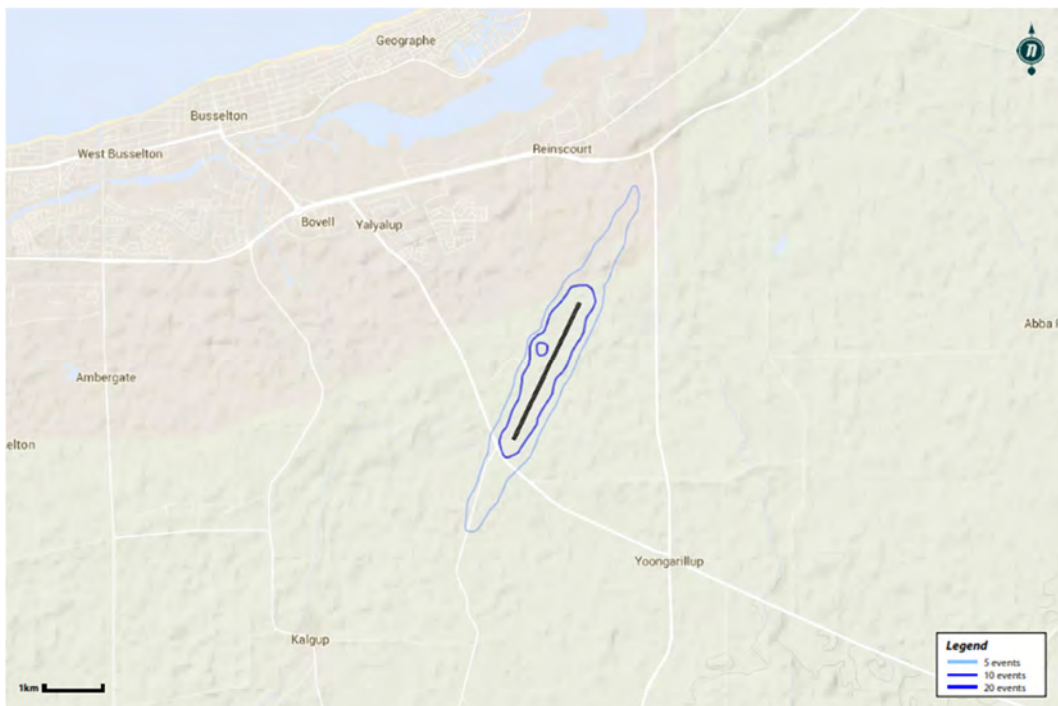 Geographe
N
Busselton
West Busselton
Reinscourt
Bovell
Yalyalup
Abba
Ambergate
elton
Yoongarillup
Kalgup
Legend
5 events
10 events
20 events
1km